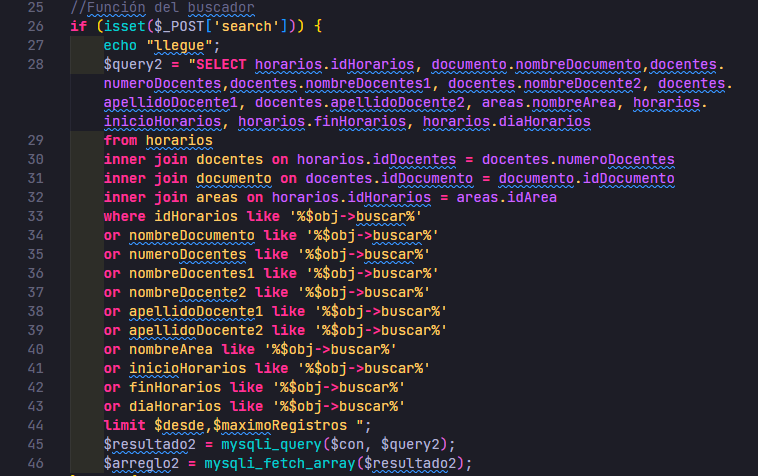 25 //Función del buscador
26 if (isset($_POST['search'])) {
27 echo "llegue";
28 $query2 = "SELECT horarios.idHorarios, documento.nombreDocumento,docentes.
numeroDocentes,docentes.nombreDocentes1, docentes.nombreDocente2, docentes.
apellidoDocente1, docentes.apellidoDocente2, areas.nombreArea, horarios.
inicioHorarios, horarios.finHorarios, horarios.diaHorarios
29 from horarios
30 inner join docentes on horarios.idDocentes = docentes.numeroDocentes
31 inner join documento on docentes.idDocumento = documento.idDocumento
32 inner join areas on horarios.idHorarios = areas.idArea
33 where idHorarios like '%$obj->buscar%'
34 or nombreDocumento like '%$obj->buscar%'
35 or numeroDocentes like '%$obj->buscar%'
36 or nombreDocentes1 like '%$obj->buscar%'
37 or nombreDocente2 like '%$obj->buscar%'
38 or apellidoDocente1 like '%$obj->buscar%'
39 or apellidoDocente2 like '%$obj->buscar%'
40 or nombreArea like '%$obj->buscar%'
41 or inicioHorarios like '%$obj->buscar%'
42 or finHorarios like '%$obj->buscar%'
43 or diaHorarios like '%$obj->buscar%'
44 limit $desde,$maximoRegistros ";
45 $resultado2 = mysqli_query($con, $query2);
46 $arreglo2 = mysqli_fetch_array($resultado2);